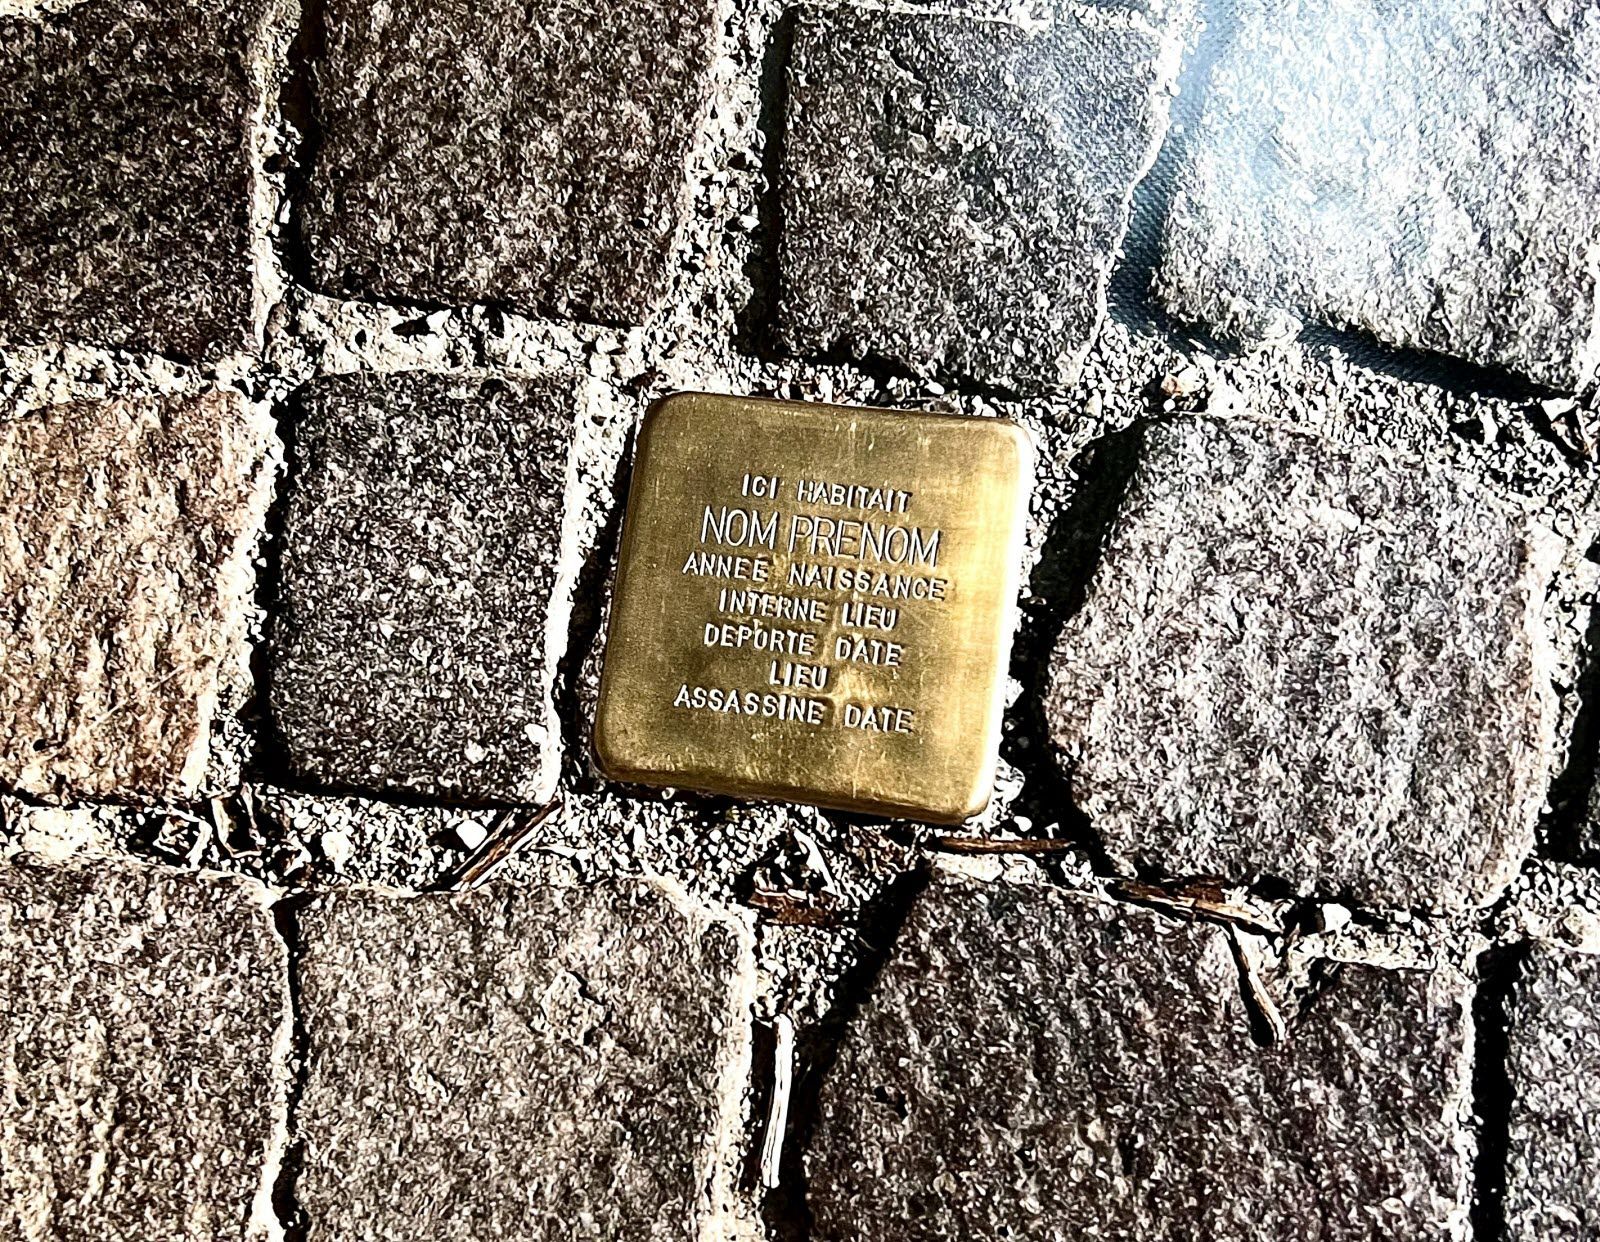 ICI HABITAIT
NOM PRENOM
ANNEE NAISSANCE
INTERNE LIEU
DEPORTE DATE
LIEU
ASSASSINE DATE